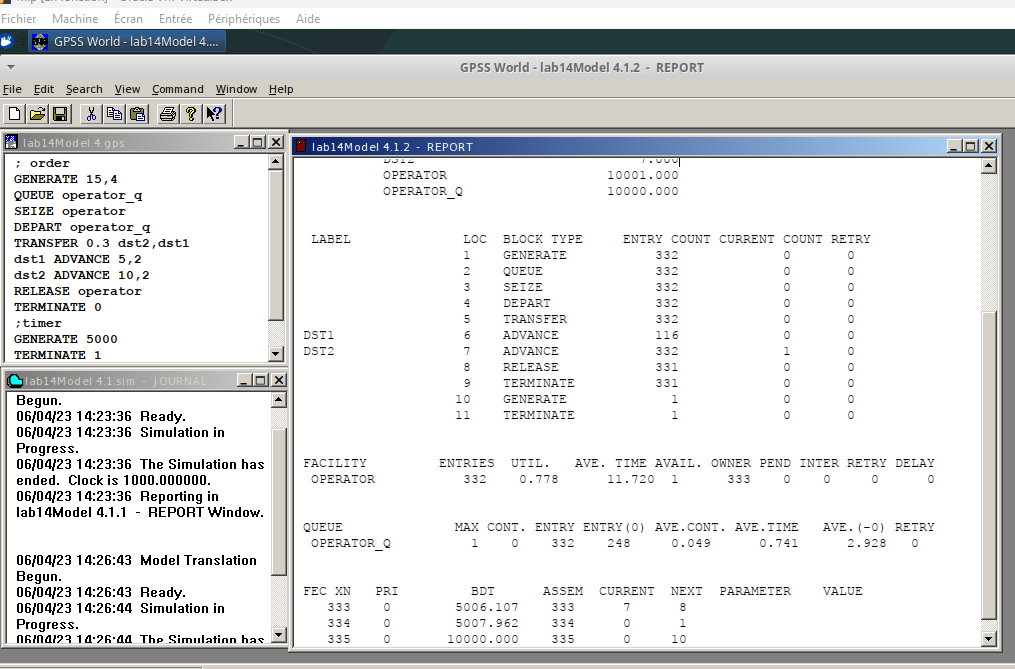 Fichier Machine Écran Entrée Périphériques Aide
GPSS World - lab14Model 4....
GPSS World - lab14Model 4.1.2 - REPORT
File Edit Search View Command Window Help
lab14Model 4.gps
; order
GENERATE 15,4
QUEUE operator_q
SEIZE operator
DEPART operator_q
TRANSFER 0.3 dst2,dst1
dst1 ADVANCE 5,2
dst2 ADVANCE 10,2
RELEASE operator
TERMINATE 0
;timer
GENERATE 5000
TERMINATE 1
lab14Model 4.1.sim - JOURNAL
Begun.
06/04/23 14:23:36 Ready.
06/04/23 14:23:36 Simulation in
Progress.
06/04/23 14:23:36 The Simulation has
ended. Clock is 1000.000000.
06/04/23 14:23:36 Reporting in
lab14Model 4.1.1 - REPORT Window.
06/04/23 14:26:43 Model Translation
Begun.
06/04/23 14:26:43 Ready.
06/04/23 14:26:44 Simulation in
Progress.
06/04/23 14:26:44 The Simulation has
lab14Model 4.1.2 - REPORT
DST2 7.000
OPERATOR 10001.000
OPERATOR_Q 10000.000
LABEL LOC BLOCK TYPE ENTRY COUNT CURRENT COUNT RETRY
1 GENERATE 332 0 0
2 QUEUE 332 0 0
3 SEIZE 332 0 0
4 DEPART 332 0 0
5 TRANSFER 332 0 0
DST1 6 ADVANCE 116 0 0
DST2 7 ADVANCE 332 1 0
8 RELEASE 331 0 0
9 TERMINATE 331 0 0
10 GENERATE 1 0 0
11 TERMINATE 1 0 0
FACILITY ENTRIES UTIL. AVE. TIME AVAIL. OWNER PEND INTER RETRY DELAY
OPERATOR 332 0.778 11.720 1 333 0 0 0 0
QUEUE MAX CONT. ENTRY ENTRY(0) AVE.CONT. AVE.TIME AVE.(-0) RETRY
OPERATOR_Q 1 0 332 248 0.049 0.741 2.928 0
FEC XN PRI BDT ASSEM CURRENT NEXT PARAMETER VALUE
333 0 5006.107 333 7 8
334 0 5007.962 334 0 1
335 0 10000.000 335 0 10